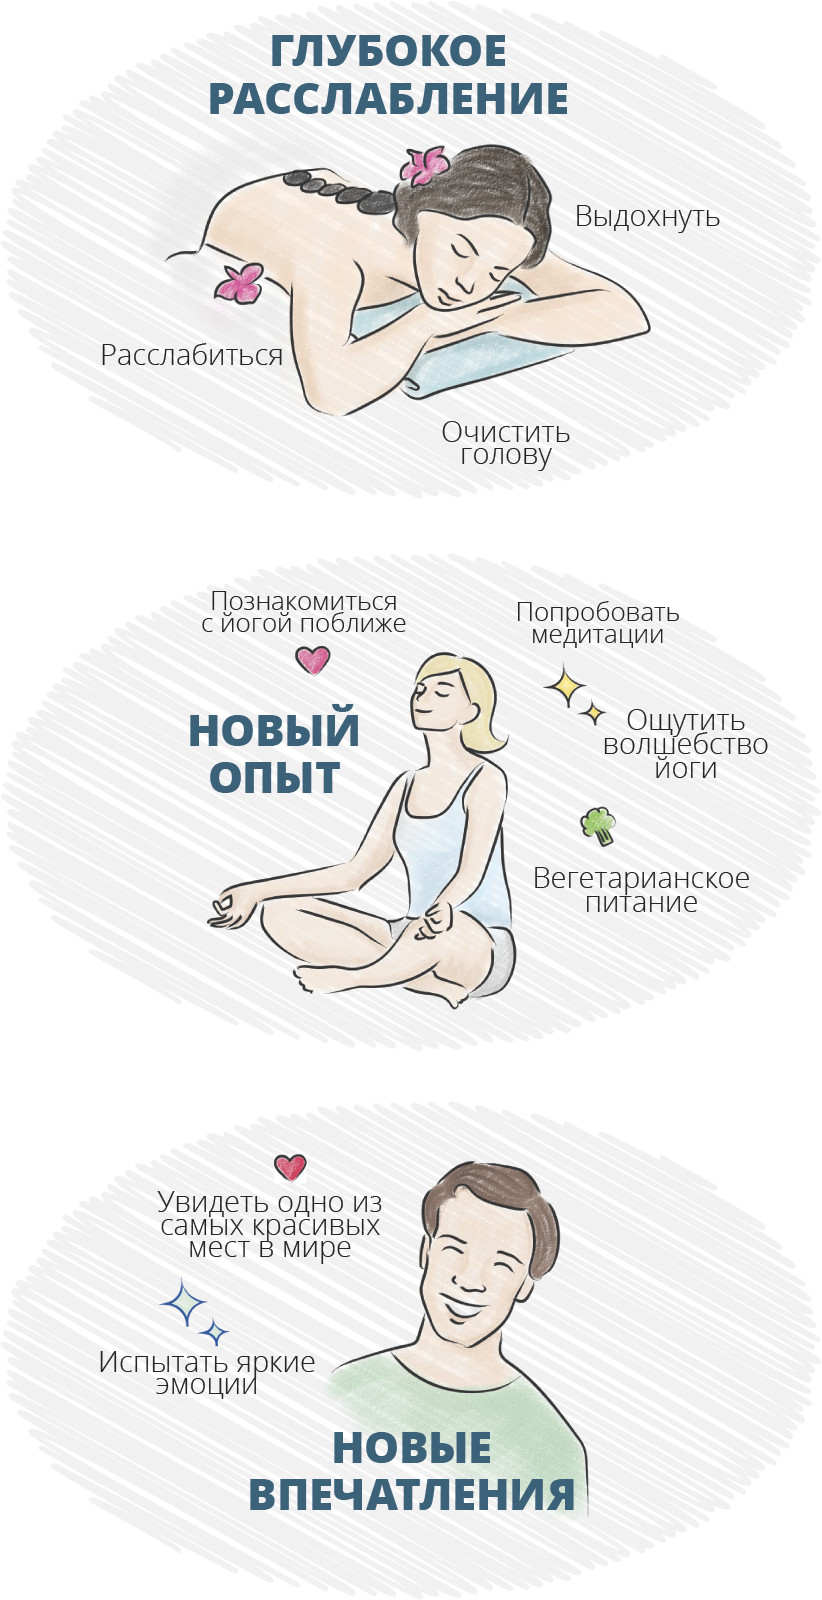 ГЛУБОКОЕ
РАССЛАБЛЕНИЕ
Выдохнуть
Расслабиться
Очистить
голову
Познакомиться
с йогой поближе
Попробовать
медитации
НОВЫЙ
ОПЫТ
Ощутить
волшебство
йоги
Вегетарианское
питание
Увидеть одно из
самых красивых
мест в мире
Испытать яркие
эмоции
НОВЫЕ
ВПЕЧАТЛЕНИЯ